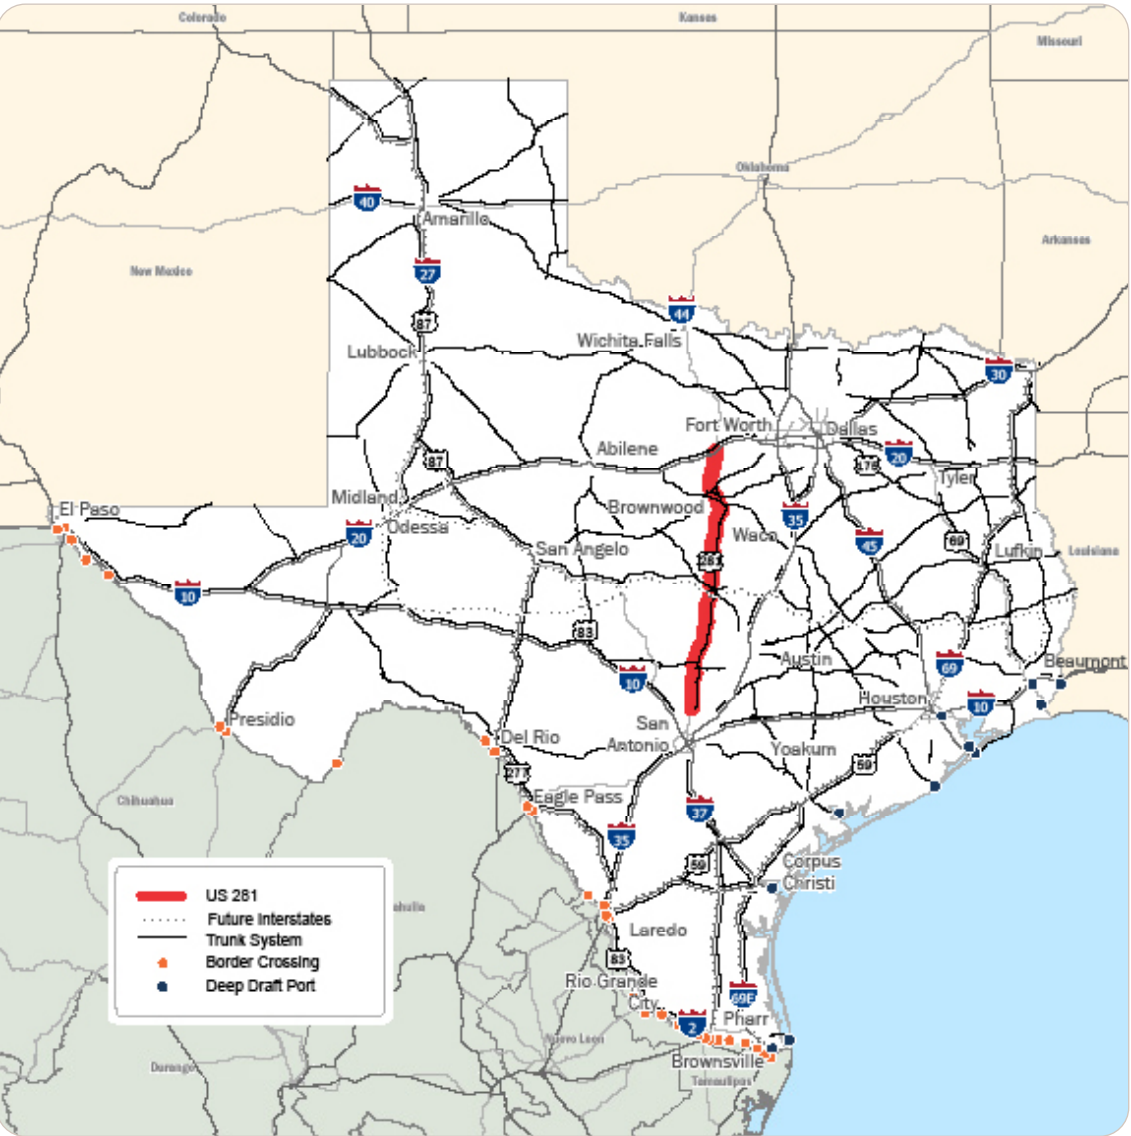 Colorado
Kansas
Missouri
Oklahoma
40
Amarillo
Arkansas
New Mexico
27
44
87
Wichita Falls
Lubbock
30
Fort Worth
Dallas
Abilene
87
20
175
Tyler
Midland
Brownwood
El Paso
35
Odessa
20
Waco
45
69
San Angelo
Lufkin
Louisiana
281
10
83
Austin
69
Beaumont
10
Houston
10
Presidio
San
Antonio
Del Rio
Yoakum
59
277
Eagle Pass
Chihuahua
37
35
59
Corpus
Christi
US 281
Future Interstates
Trunk System
Border Crossing
Deep Draft Port
ahuila
Laredo
83
Rio Grande
City
69E
2
Pharr
Nuevo Leon
Brownsville
Durango
Tamaulipas